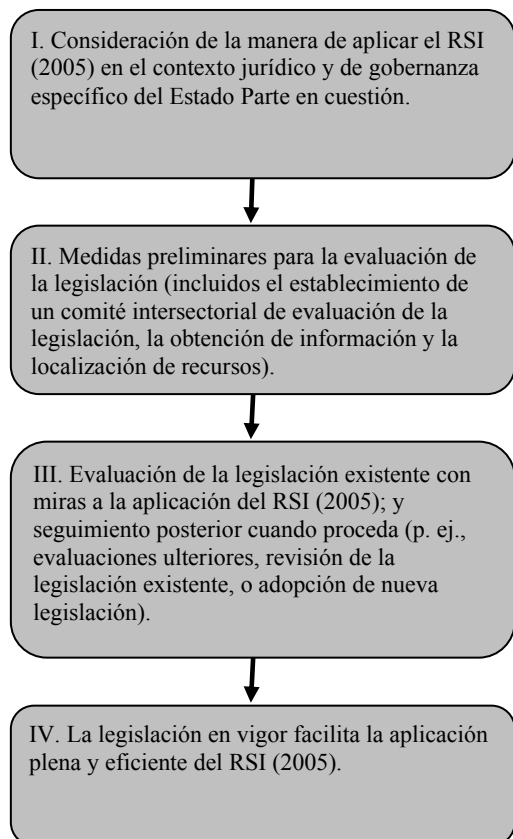 I. Consideración de la manera de aplicar el RSI
(2005) en el contexto jurídico y de gobernanza
específico del Estado Parte en cuestión.
II. Medidas preliminares para la evaluación de
la legislación (incluidos el establecimiento de
un comité intersectorial de evaluación de la
legislación, la obtención de información y la
localización de recursos).
III. Evaluación de la legislación existente con
miras a la aplicación del RSI (2005); y
seguimiento posterior cuando proceda (p. ej.,
evaluaciones ulteriores, revisión de la
legislación existente, o adopción de nueva
legislación).
IV. La legislación en vigor facilita la aplicación
plena y eficiente del RSI (2005).